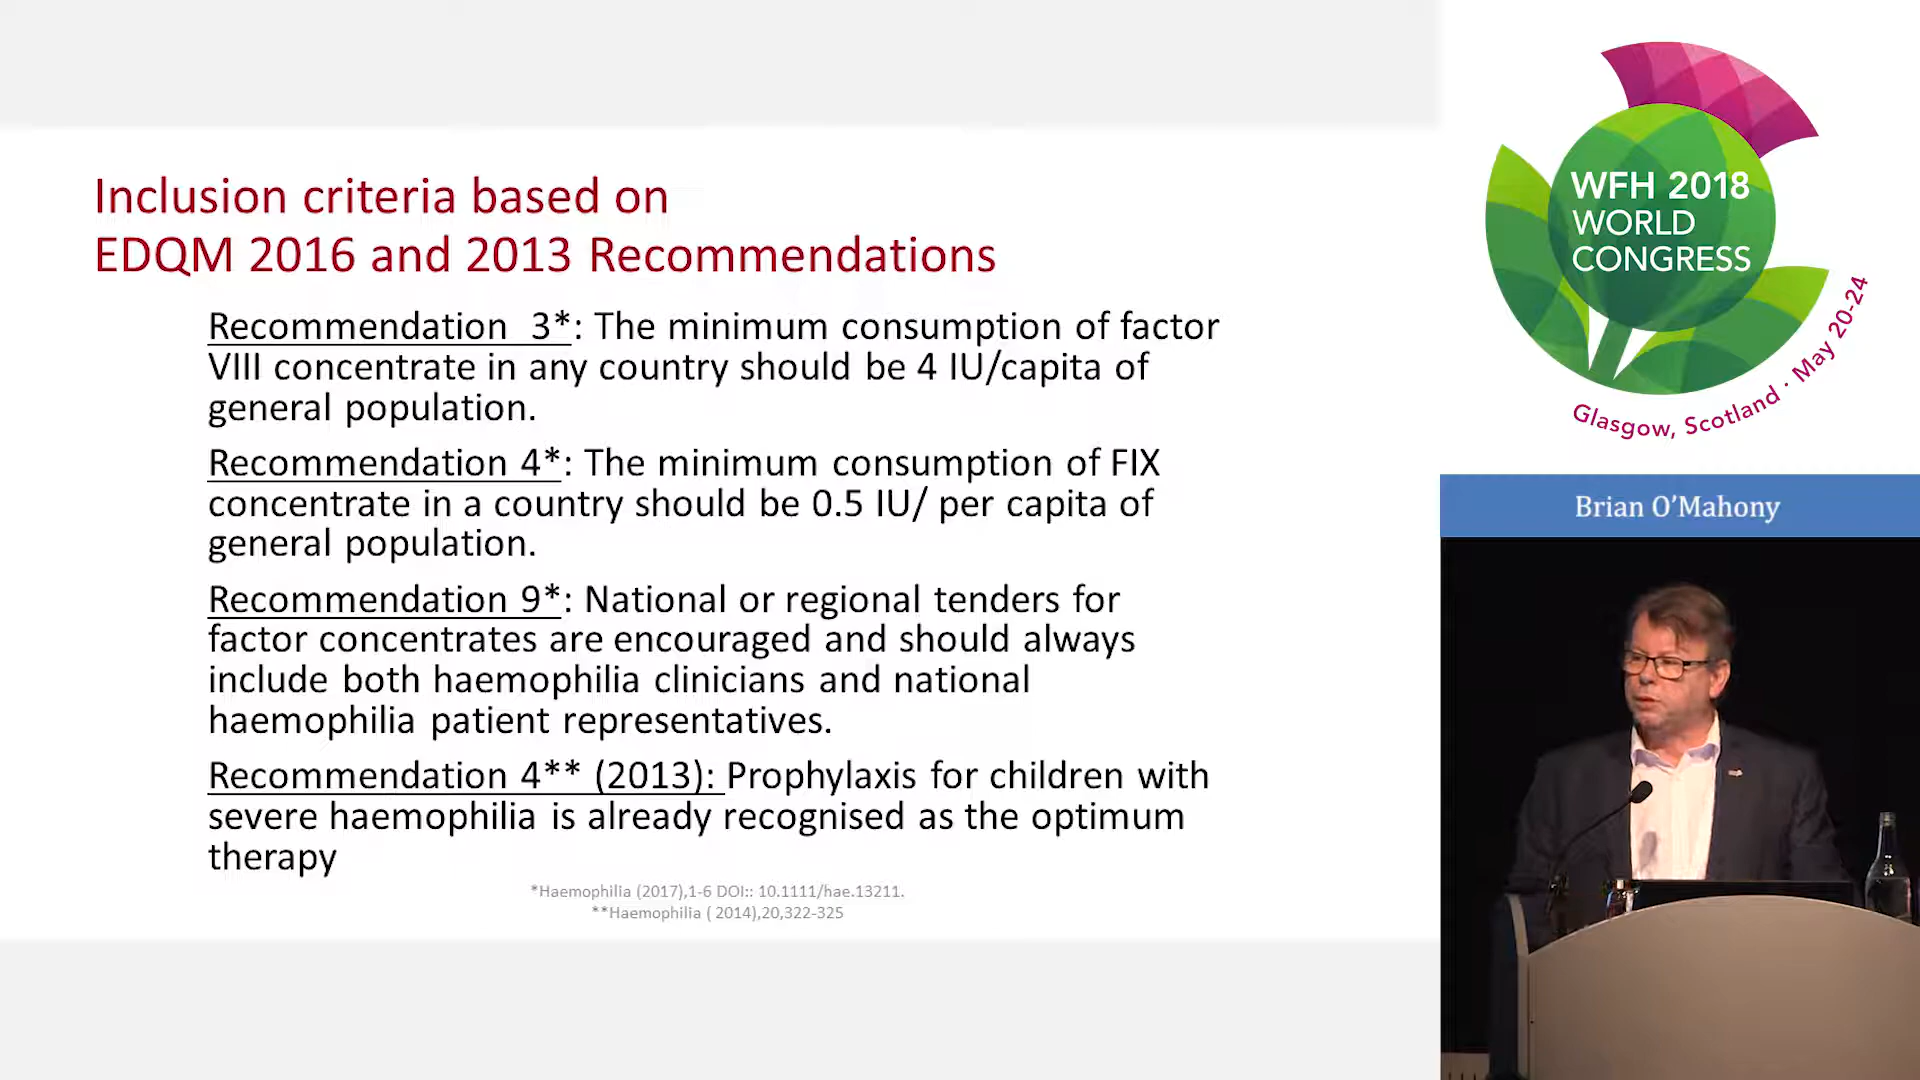 Inclusion criteria based on
EDQM 2016 and 2013 Recommendations
Recommendation  3*: The minimum consumption of factor
VIII concentrate in any country should be 4 IU/capita of
general population.
Recommendation 4*: The minimum consumption of FIX
concentrate in a country should be 0.5 IU/ per capita of
general population.
Recommendation 9*: National or regional tenders for
factor concentrates are encouraged and should always
include both haemophilia clinicians and national
haemophilia patient representatives.
Recommendation 4** (2013): Prophylaxis for children with
severe haemophilia is already recognised as the optimum
therapy
*Haemophilia (2017),1-6 DOI:: 10.1111/hae.13211.
**Haemophilia ( 2014),20,322-325
WFH 2018
WORLD
CONGRESS
Glasgow, Scotland · May 20-24
Brian O’Mahony